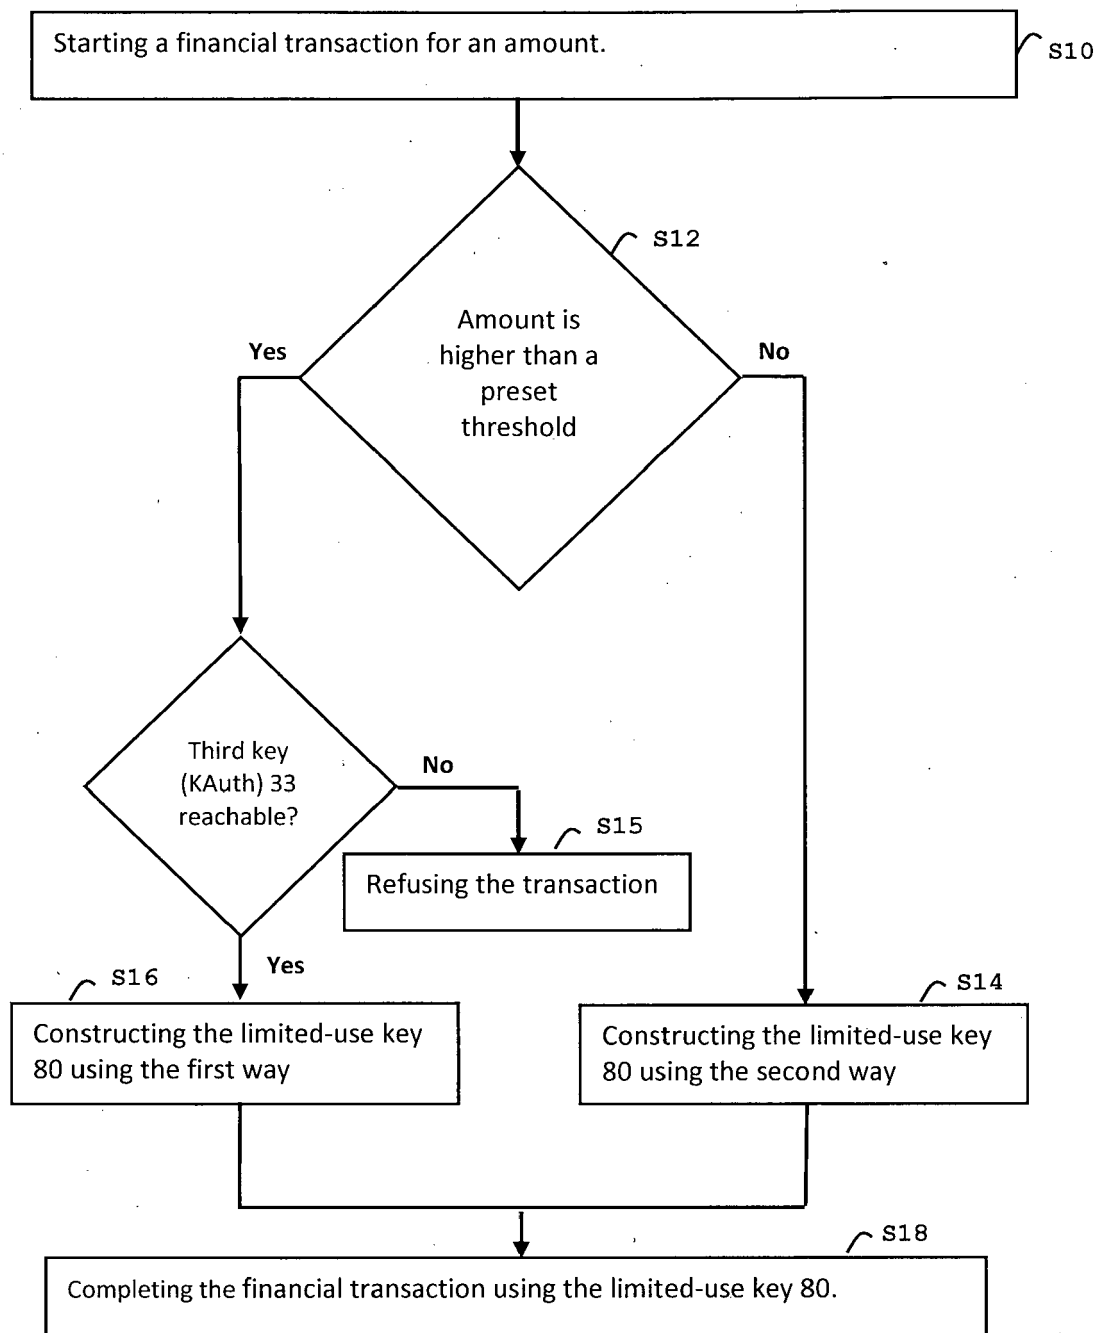 Starting a financial transaction for an amount.
S10
S12
Amount is
higher than a
preset
threshold
Yes
No
Third key
(KAuth) 33
reachable?
No
S15
Refusing the transaction
Yes
S16
Constructing the limited-use key
80 using the first way
S14
Constructing the limited-use key
80 using the second way
S18
Completing the financial transaction using the limited-use key 80.